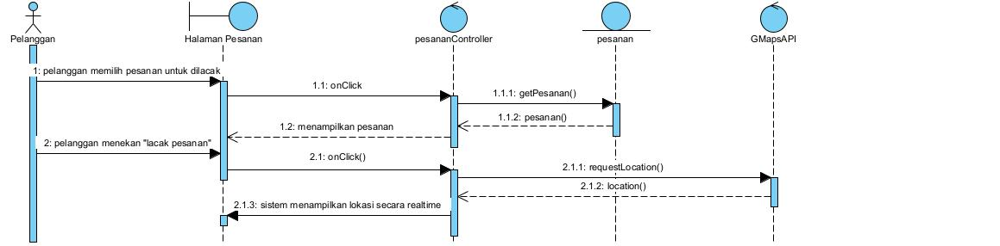 Pelanggan
Halaman Pesanan
pesananController
pesanan
GMapsAPI
1: pelanggan memilih pesanan untuk dilacak
1.1: onClick
1.1.1: getPesanan()
1.1.2: pesanan()
1.2: menampilkan pesanan
2: pelanggan menekan "lacak pesanan"
2.1: onClick()
2.1.1: requestLocation()
2.1.2: location()
2.1.3: sistem menampilkan lokasi secara realtime